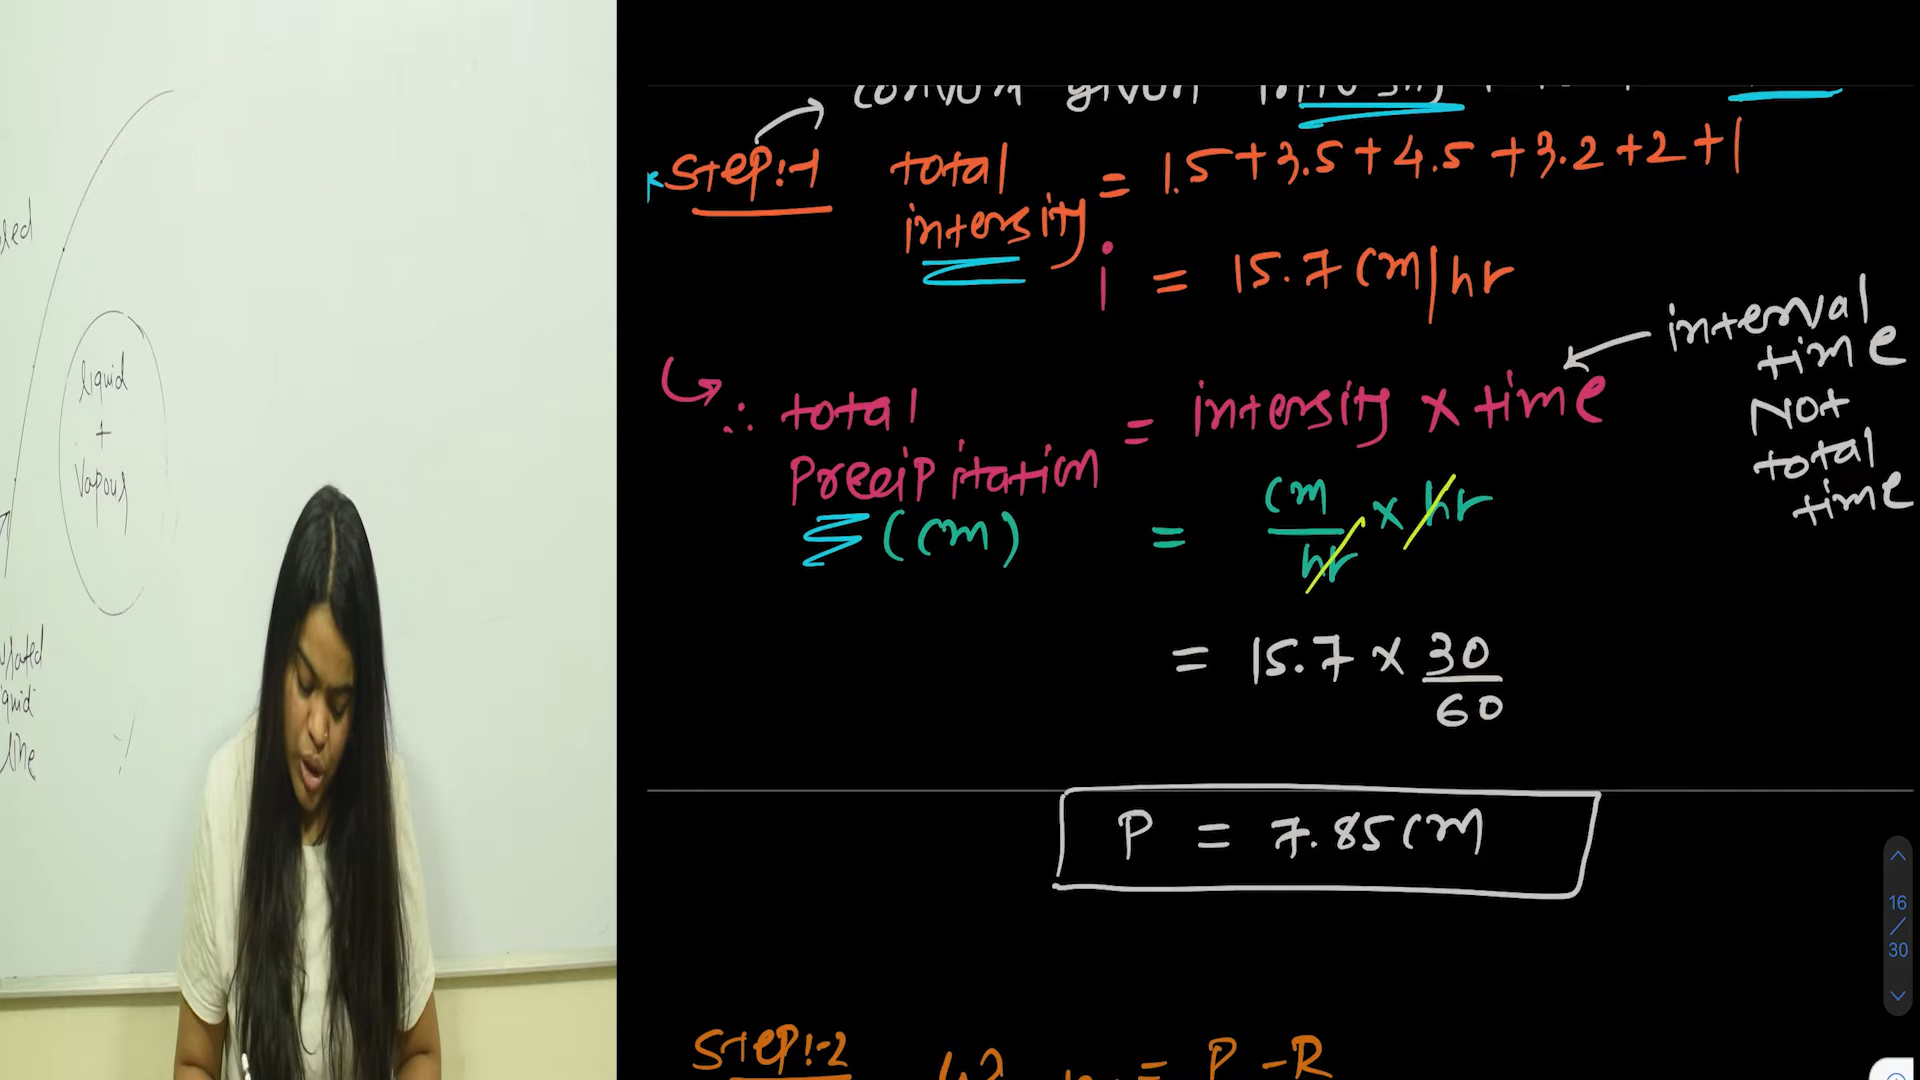 liquid
+
vapour
line
Step:-1 total intensity = 1.5+3.5+4.5+3.2+2+1
i = 15.7 cm/hr
∴ total precipitation = intensity x time
interval
time
Not
total
time
(cm) = cm/hr x hr
= 15.7 x 30/60
P = 7.85cm
16
/
30
Step:-2
= P-R